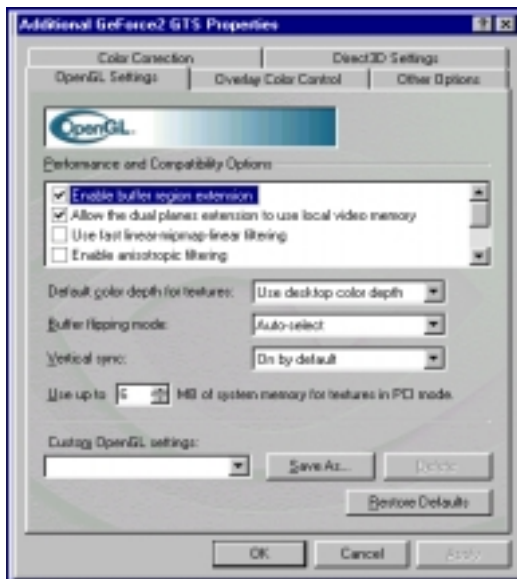 Additional GeForce2 GTS Properties
Color Correction
Direct3D Settings
OpenGL Settings
Overlay Color Control
Other Options
OpenGL.
Performance and Compatibility Options
Enable buffer region extension
Allow the dual planes extension to use local video memory
Use fast linear-mipmap-linear filtering
Enable anisotropic filtering
Default color depth for textures: Use desktop color depth
Buffer flipping mode: Auto-select
Vertical sync: On by default
Use up to 6 MB of system memory for textures in PCI mode.
Custom OpenGL settings:
Save As... Delete
Restore Defaults
OK Cancel Apply